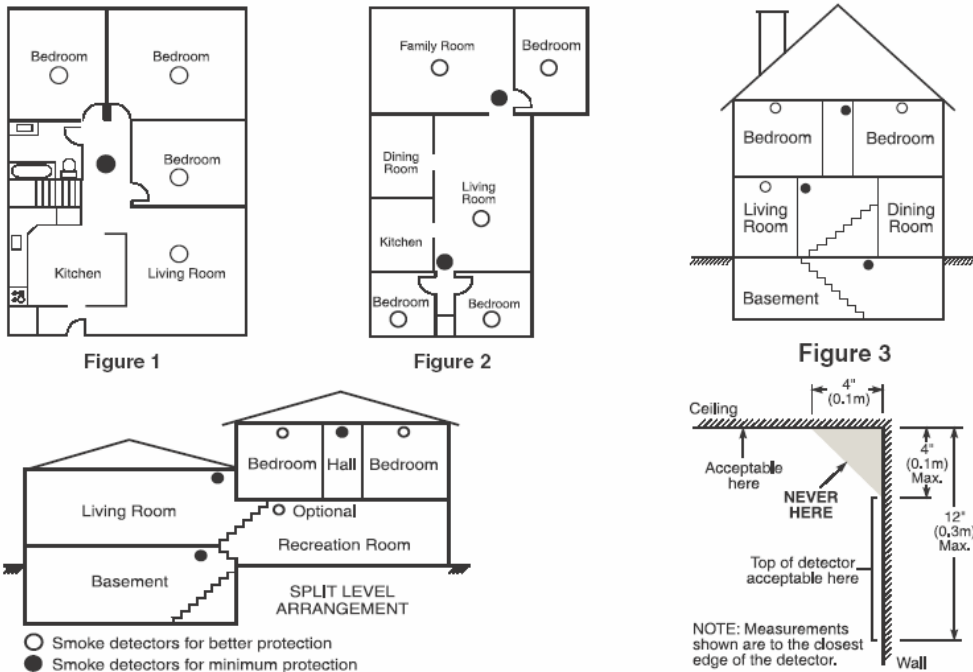 Bedroom
Bedroom
Bedroom
Kitchen
Living Room
Figure 1
Family Room
Bedroom
Dining
Room
Living
Room
Kitchen
Bedroom
Bedroom
Figure 2
Bedroom
Bedroom
Living
Room
Dining
Room
Basement
Figure 3
Living Room
Basement
Bedroom
Hall
Bedroom
Optional
Recreation Room
SPLIT LEVEL
ARRANGEMENT
Smoke detectors for better protection
Smoke detectors for minimum protection
4"
(0.1m)
Ceiling
Acceptable
here
NEVER
HERE
4"
(0.1m)
Max.
12"
(0.3m)
Max.
Top of detector
acceptable here
NOTE: Measurements
shown are to the closest
edge of the detector.
Wall